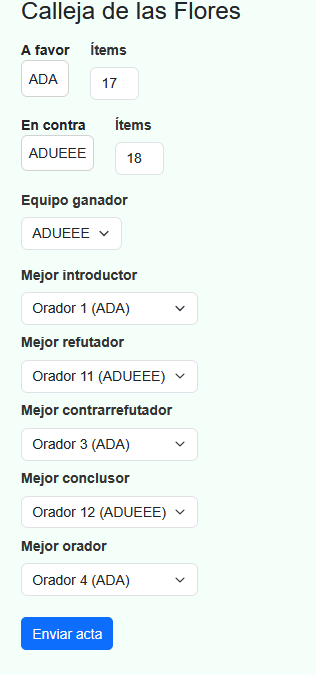 Calleja de las Flores
A favor Ítems
ADA 17
En contra Ítems
ADUEEE 18
Equipo ganador
ADUEEE
Mejor introductor
Orador 1 (ADA)
Mejor refutador
Orador 11 (ADUEEE)
Mejor contrarrefutador
Orador 3 (ADA)
Mejor conclusor
Orador 12 (ADUEEE)
Mejor orador
Orador 4 (ADA)
Enviar acta